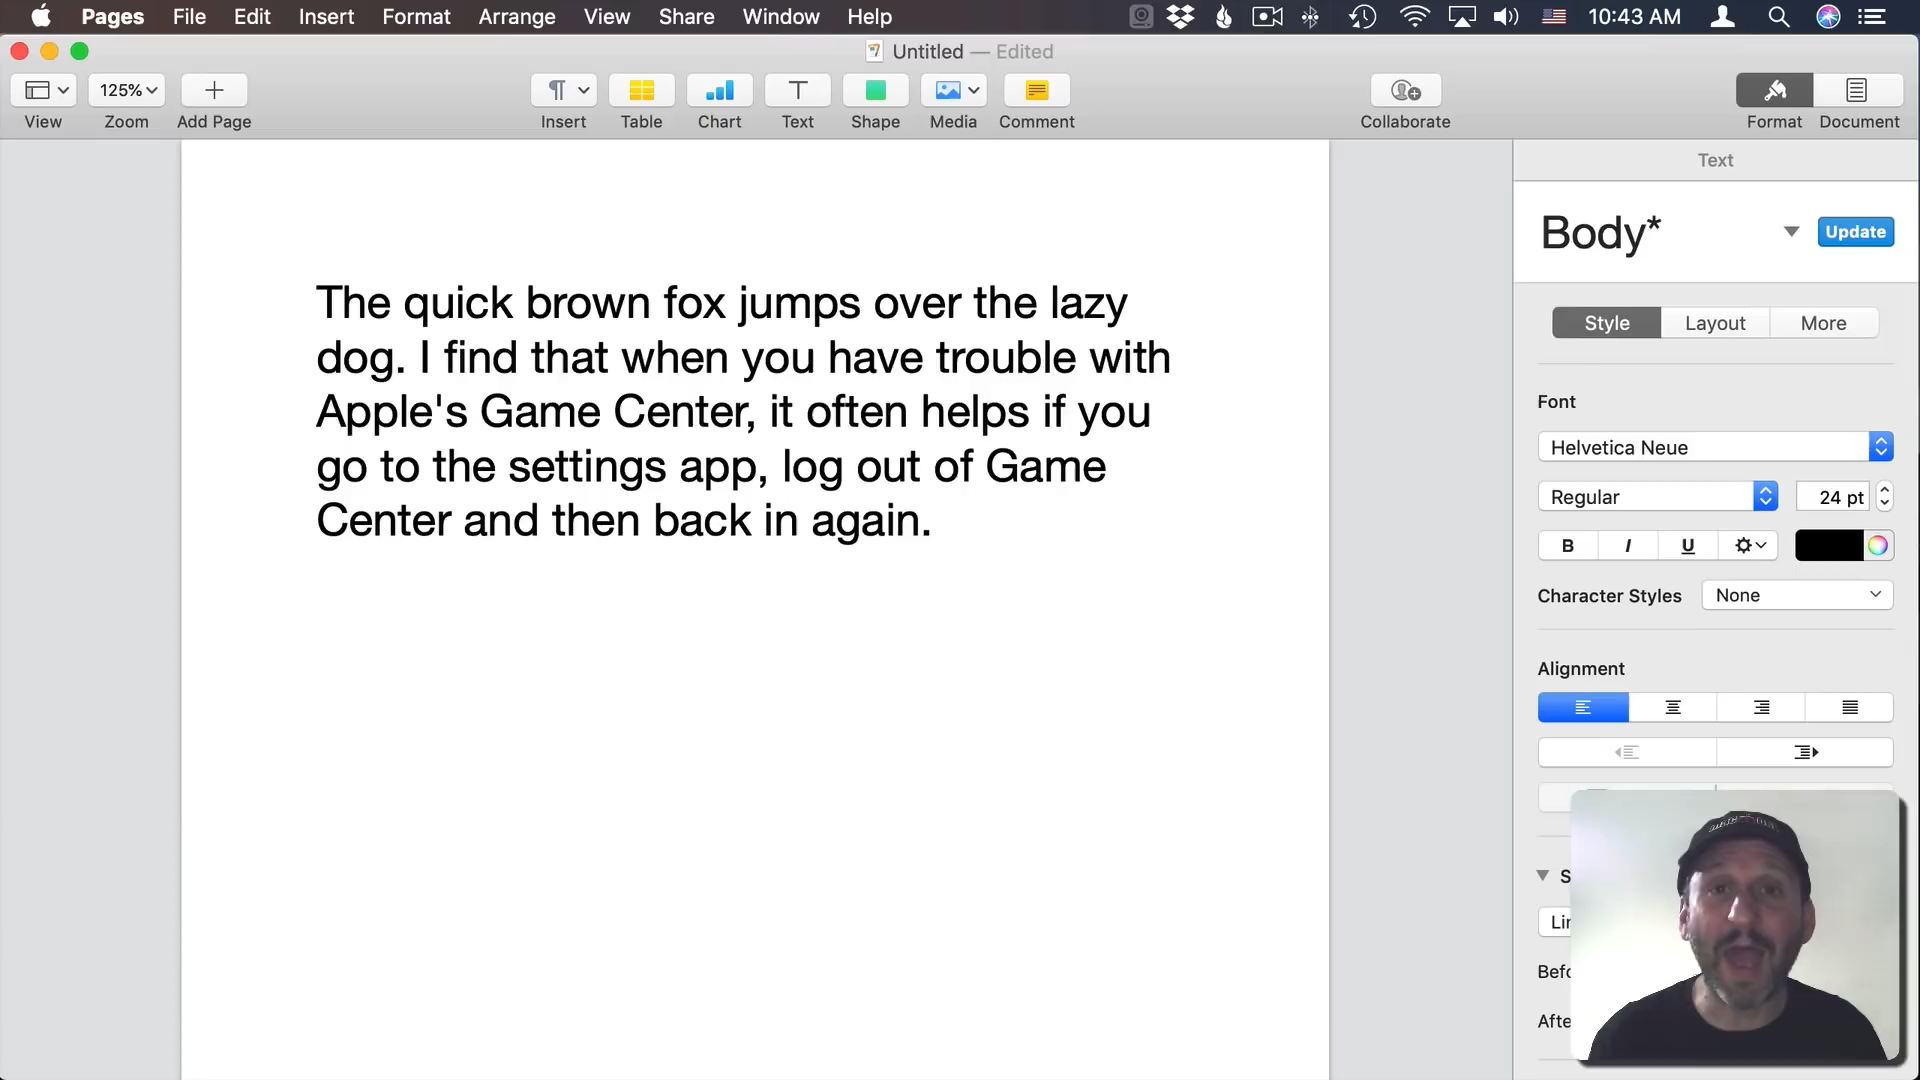 Pages File Edit Insert Format Arrange View Share Window Help 10:43 AM
Untitled — Edited
125%
View Zoom Add Page Insert Table Chart Text Shape Media Comment Collaborate Format Document
Text
Body* Update
Style Layout More
Font
Helvetica Neue
Regular 24 pt
B I U
Character Styles None
Alignment
S
Lin
Befo
Afte
The quick brown fox jumps over the lazy
dog. I find that when you have trouble with
Apple's Game Center, it often helps if you
go to the settings app, log out of Game
Center and then back in again.